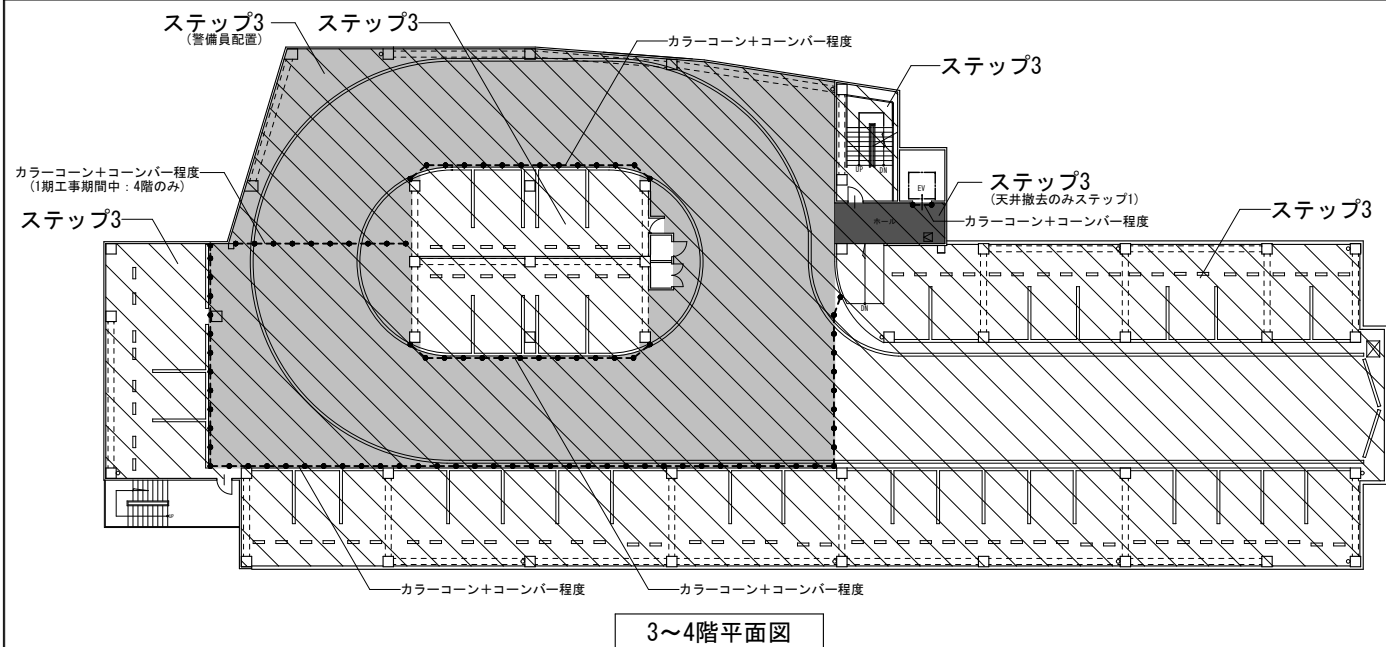 ステップ3
(警備員配置)
ステップ3
カラーコーン+コーンバー程度
ステップ3
カラーコーン+コーンバー程度
(1期工事期間中:4階のみ)
ステップ3
UP
DN
EV
ステップ3
(天井撤去のみステップ1)
ホール
カラーコーン+コーンバー程度
ステップ3
DN
UP
カラーコーン+コーンバー程度
カラーコーン+コーンバー程度
3~4階平面図